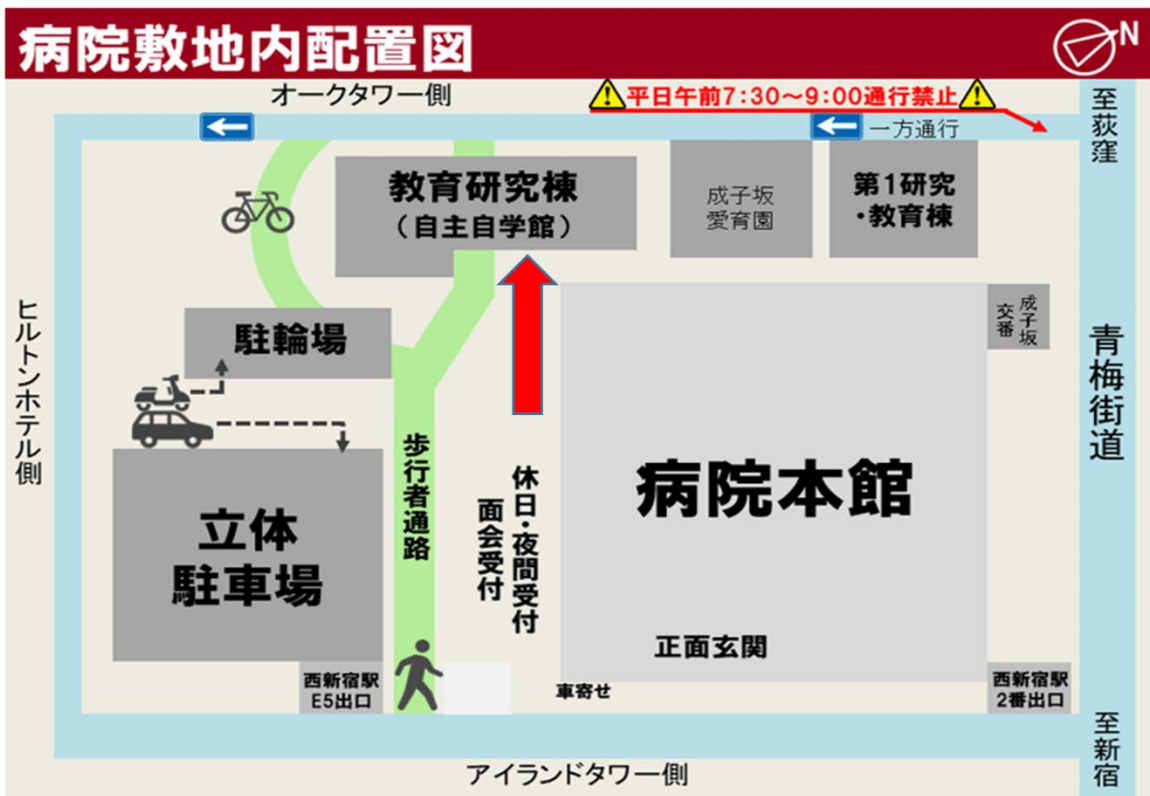 病院敷地内配置図
N
オークタワー側
平日午前7:30～9:00通行禁止
一方通行
至荻窪
教育研究棟
（自主自学館）
成子坂
愛育園
第1研究
・教育棟
成子坂
交番
青梅街道
ヒルトンホテル側
駐輪場
歩行者通路
休日・夜間受付
面会受付
病院本館
立体
駐車場
正面玄関
西新宿駅
E5出口
車寄せ
西新宿駅
2番出口
至新宿
アイランドタワー側